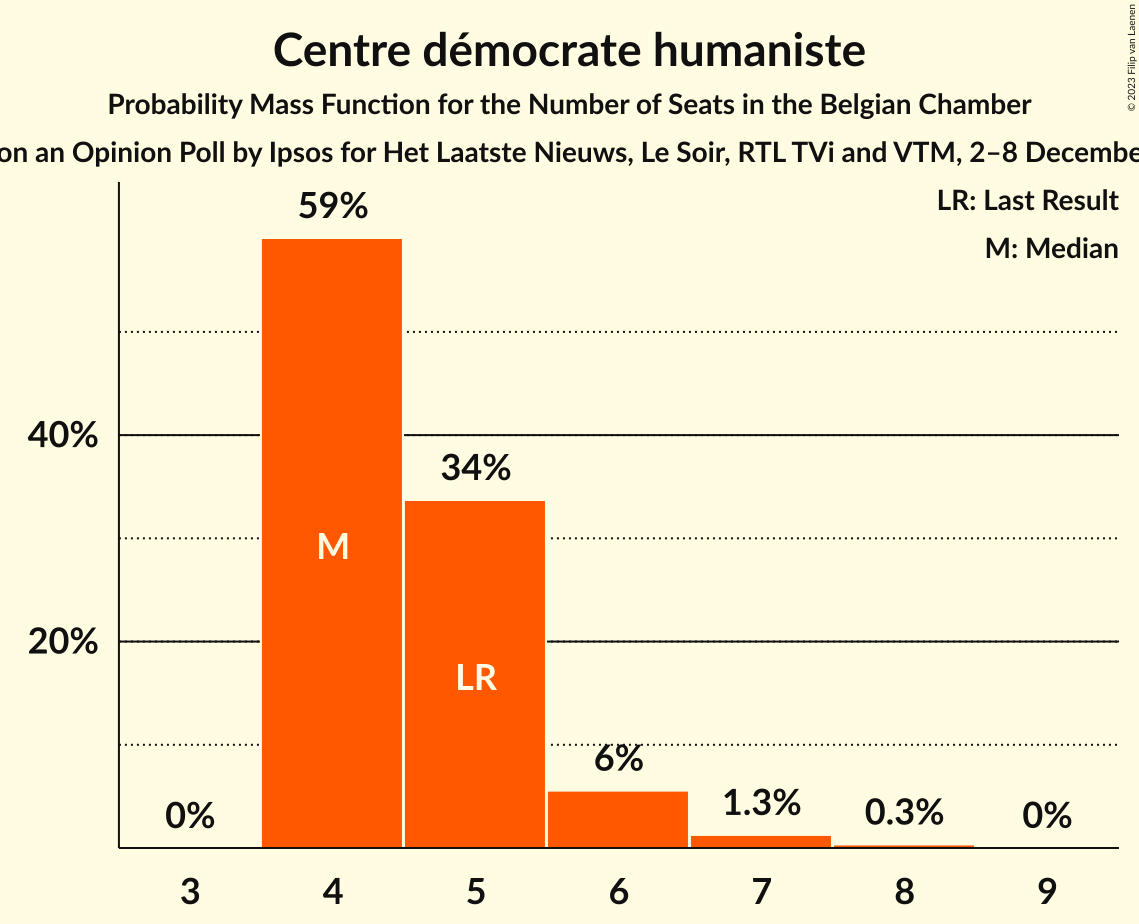 Centre démocrate humaniste
Probability Mass Function for the Number of Seats in the Belgian Chamber
on an Opinion Poll by Ipsos for Het Laatste Nieuws, Le Soir, RTL TVi and VTM, 2–8
LR: Last Result
M: Median
59%
40%
34%
M
20%
LR
6%
0%
1.3%
0.3%
0%
3 4 5 6 7 8 9
© 2023 Filip van Laenen